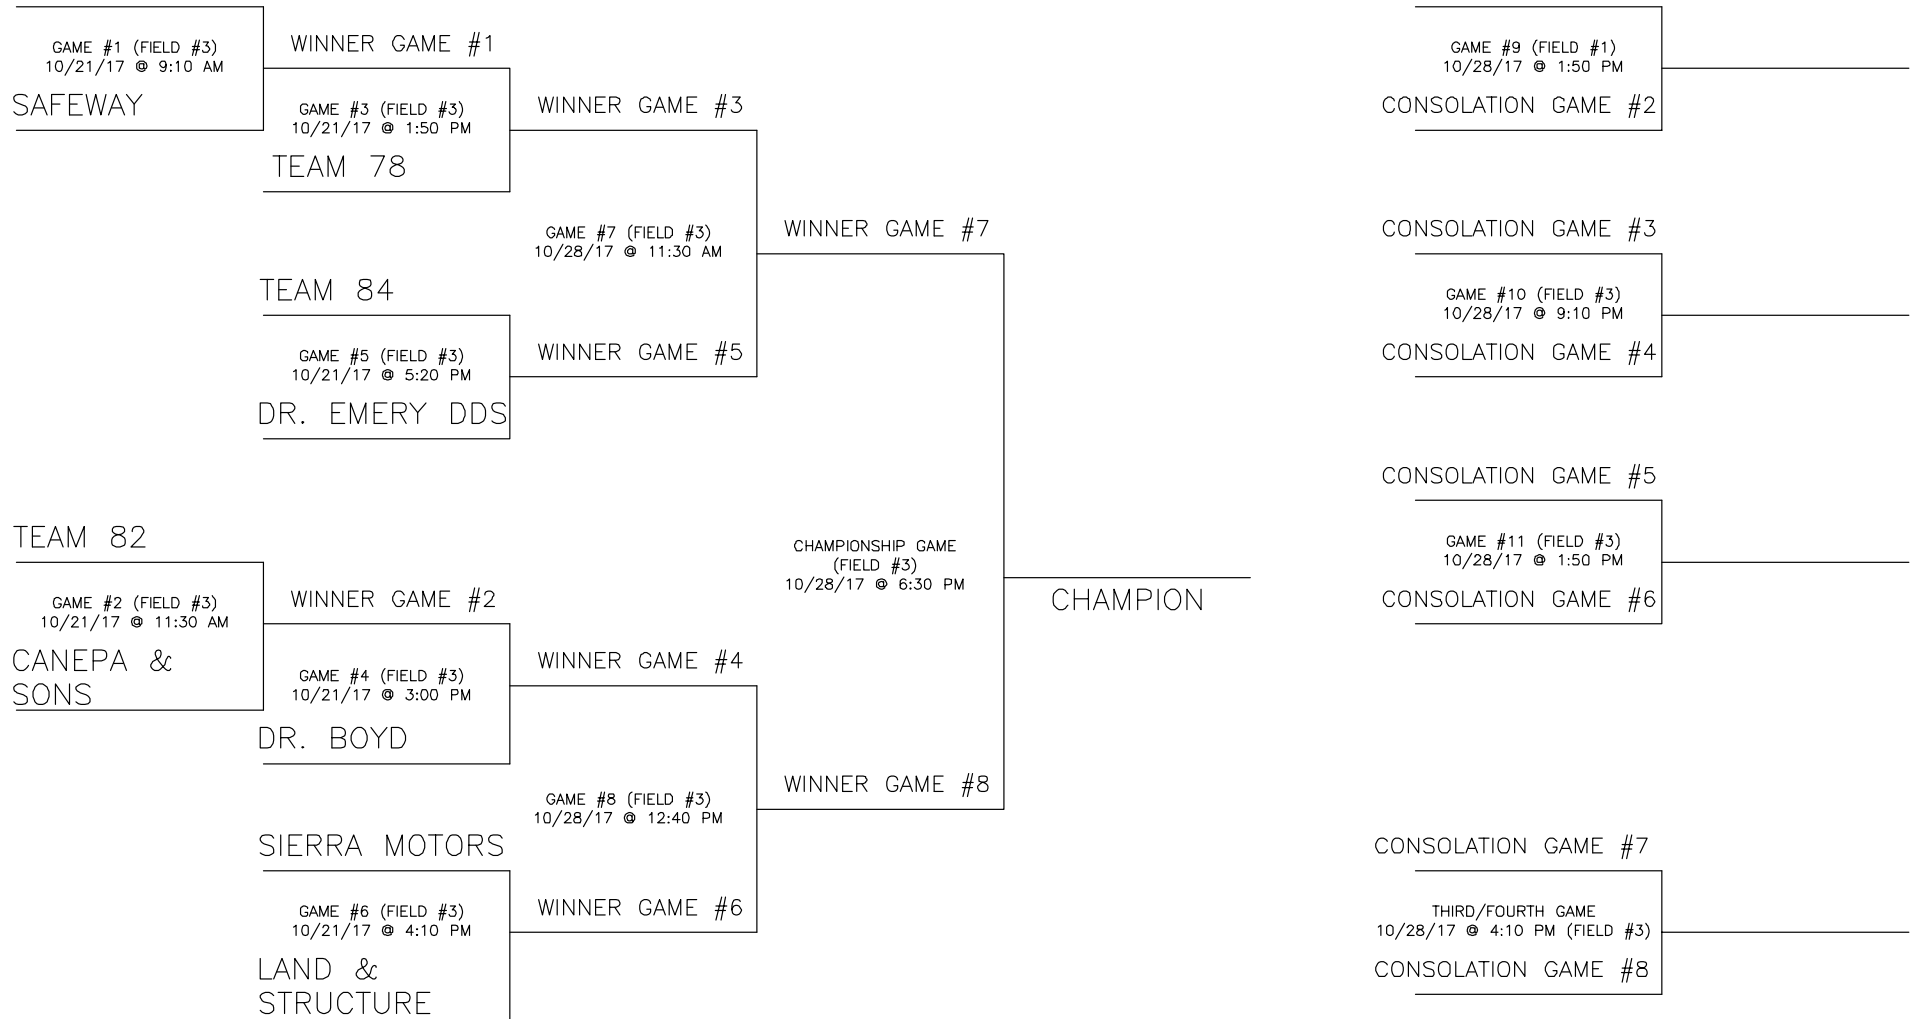 GAME #1 (FIELD #3)
10/21/17 @ 9:10 AM
SAFEWAY
WINNER GAME #1
GAME #3 (FIELD #3)
10/21/17 @ 1:50 PM
TEAM 78
WINNER GAME #3
GAME #7 (FIELD #3)
10/28/17 @ 11:30 AM
TEAM 84
GAME #5 (FIELD #3)
10/21/17 @ 5:20 PM
DR. EMERY DDS
WINNER GAME #5
WINNER GAME #7
TEAM 82
GAME #2 (FIELD #3)
10/21/17 @ 11:30 AM
CANEPA &
SONS
WINNER GAME #2
GAME #4 (FIELD #3)
10/21/17 @ 3:00 PM
DR. BOYD
WINNER GAME #4
GAME #8 (FIELD #3)
10/28/17 @ 12:40 PM
SIERRA MOTORS
GAME #6 (FIELD #3)
10/21/17 @ 4:10 PM
LAND &
STRUCTURE
WINNER GAME #6
WINNER GAME #8
CHAMPIONSHIP GAME
(FIELD #3)
10/28/17 @ 6:30 PM
CHAMPION
GAME #9 (FIELD #1)
10/28/17 @ 1:50 PM
CONSOLATION GAME #2
CONSOLATION GAME #3
GAME #10 (FIELD #3)
10/28/17 @ 9:10 PM
CONSOLATION GAME #4
CONSOLATION GAME #5
GAME #11 (FIELD #3)
10/28/17 @ 1:50 PM
CONSOLATION GAME #6
CONSOLATION GAME #7
THIRD/FOURTH GAME
10/28/17 @ 4:10 PM (FIELD #3)
CONSOLATION GAME #8